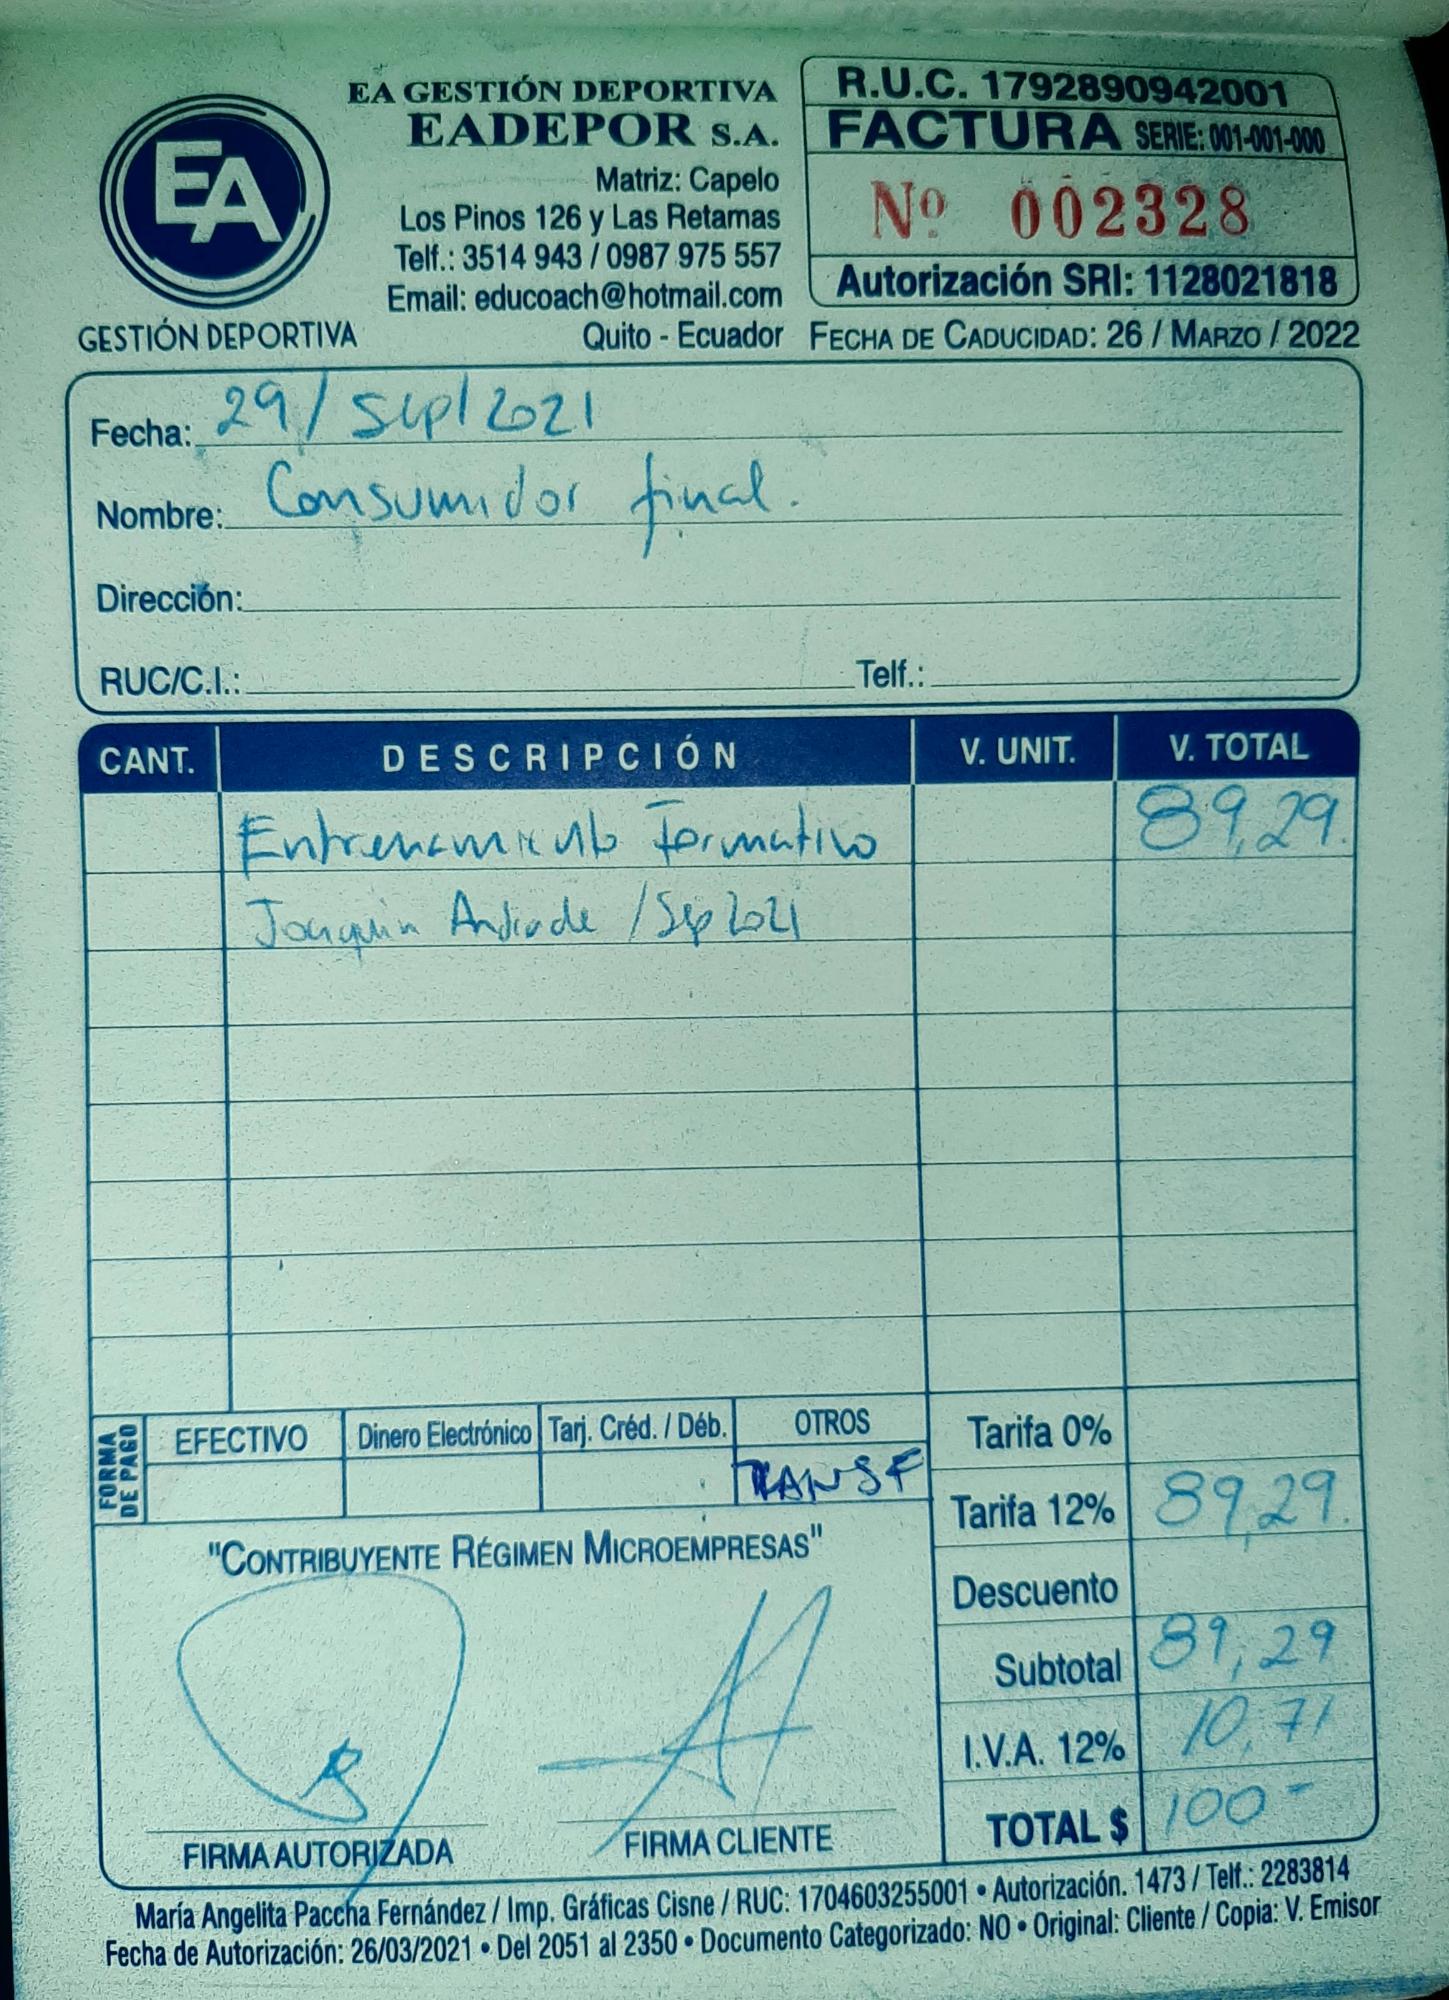 EA
GESTIÓN DEPORTIVA
EA GESTIÓN DEPORTIVA
EADEPOR S.A.
Matriz: Capelo
Los Pinos 126 y Las Retamas
Telf.: 3514 943 / 0987 975 557
Email: educoach@hotmail.com
Quito - Ecuador
R.U.C. 1792890942001
FACTURA SERIE: 001-001-000
Nº 002328
Autorización SRI: 1128021818
FECHA DE CADUCIDAD: 26 / MARZO / 2022
Fecha: 29/Sep/2021
Nombre: Consumidor final.
Dirección:
RUC/C.I.: Telf.:
CANT. DESCRIPCIÓN V. UNIT. V. TOTAL
Entrenamiento Formativo 89,29.
Joaquin Andrade /Sep 2021
FORMA DE PAGO
EFECTIVO Dinero Electrónico Tarj. Créd. / Déb. OTROS
TRANSF
Tarifa 0%
Tarifa 12% 89,29.
Descuento
Subtotal 89,29
I.V.A. 12% 10,71
TOTAL $ 100-
"CONTRIBUYENTE RÉGIMEN MICROEMPRESAS"
FIRMA AUTORIZADA FIRMA CLIENTE
María Angelita Paccha Fernández / Imp. Gráficas Cisne / RUC: 1704603255001 • Autorización. 1473 / Telf.: 2283814
Fecha de Autorización: 26/03/2021 • Del 2051 al 2350 • Documento Categorizado: NO • Original: Cliente / Copia: V. Emisor